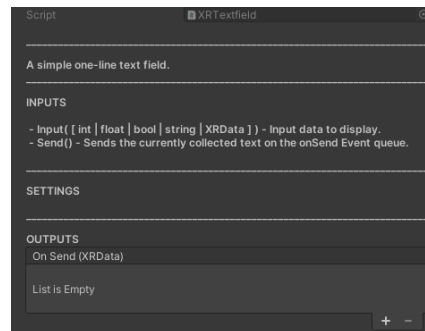 Script XRTextfield
A simple one-line text field.
INPUTS
- Input( [ int | float | bool | string | XRData ] ) - Input data to display.
- Send() - Sends the currently collected text on the onSend Event queue.
SETTINGS
OUTPUTS
On Send (XRData)
List is Empty
+ -